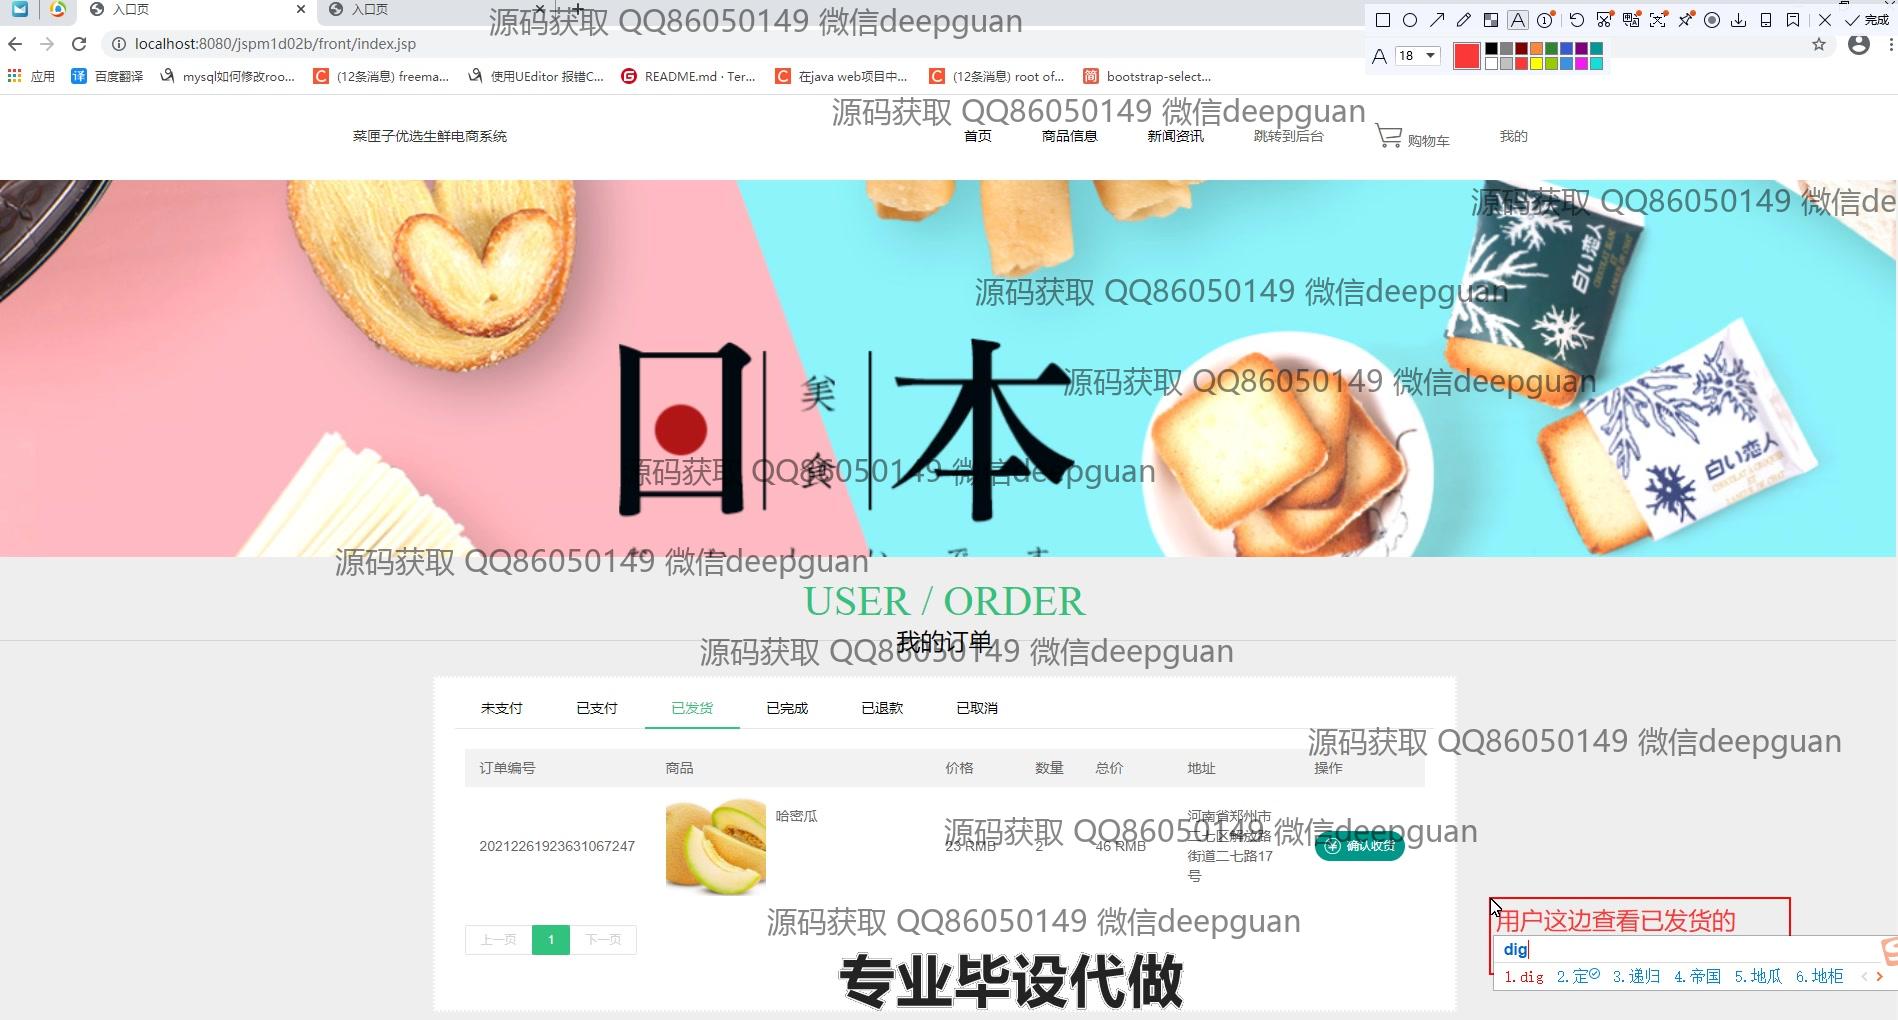 入口页
入口页
源码获取 QQ86050149 微信deepguan
完成
localhost:8080/jspm1d02b/front/index.jsp
A 18
应用
百度翻译
mysql如何修改roo...
(12条消息) freema...
使用UEditor 报错C...
README.md · Ter...
在java web项目中...
(12条消息) root of...
bootstrap-select...
源码获取 QQ86050149 微信deepguan
菜匣子优选生鲜电商系统
首页
商品信息
新闻资讯
跳转到后台
购物车
我的
源码获取 QQ86050149 微信de
白い恋人
源码获取 QQ86050149 微信deepguan
源码获取 QQ86050149 微信deepguan
日 美食 本
白い恋人
源码获取 QQ86050149 微信deepguan
源码获取 QQ86050149 微信deepguan
USER / ORDER
我的订单
源码获取 QQ86050149 微信deepguan
未支付
已支付
已发货
已完成
已退款
已取消
源码获取 QQ86050149 微信deepguan
订单编号
商品
价格
数量
总价
地址
操作
20212261923631067247
哈密瓜
23 RMB
2
46 RMB
河南省郑州市
二七区解放路
街道二七路17
号
确认收货
源码获取 QQ86050149 微信deepguan
源码获取 QQ86050149 微信deepguan
上一页
1
下一页
用户这边查看已发货的
dig
1.dig 2.定 3.递归 4.帝国 5.地瓜 6.地柜
专业毕设代做